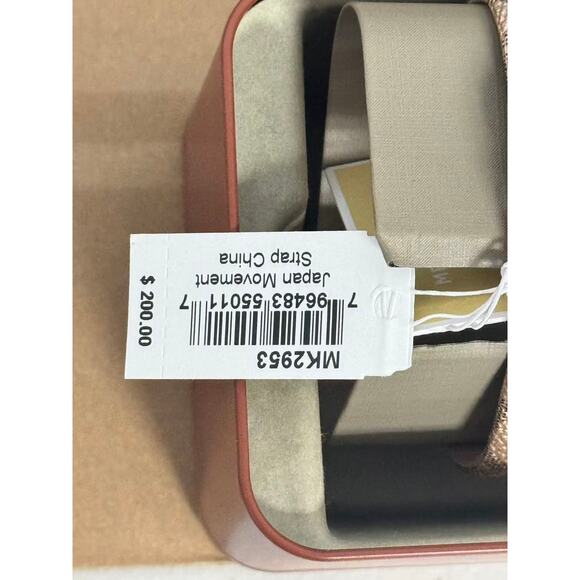 MK2953
7 96483 55011 7
Japan Movement
Strap China
$ 200.00
M